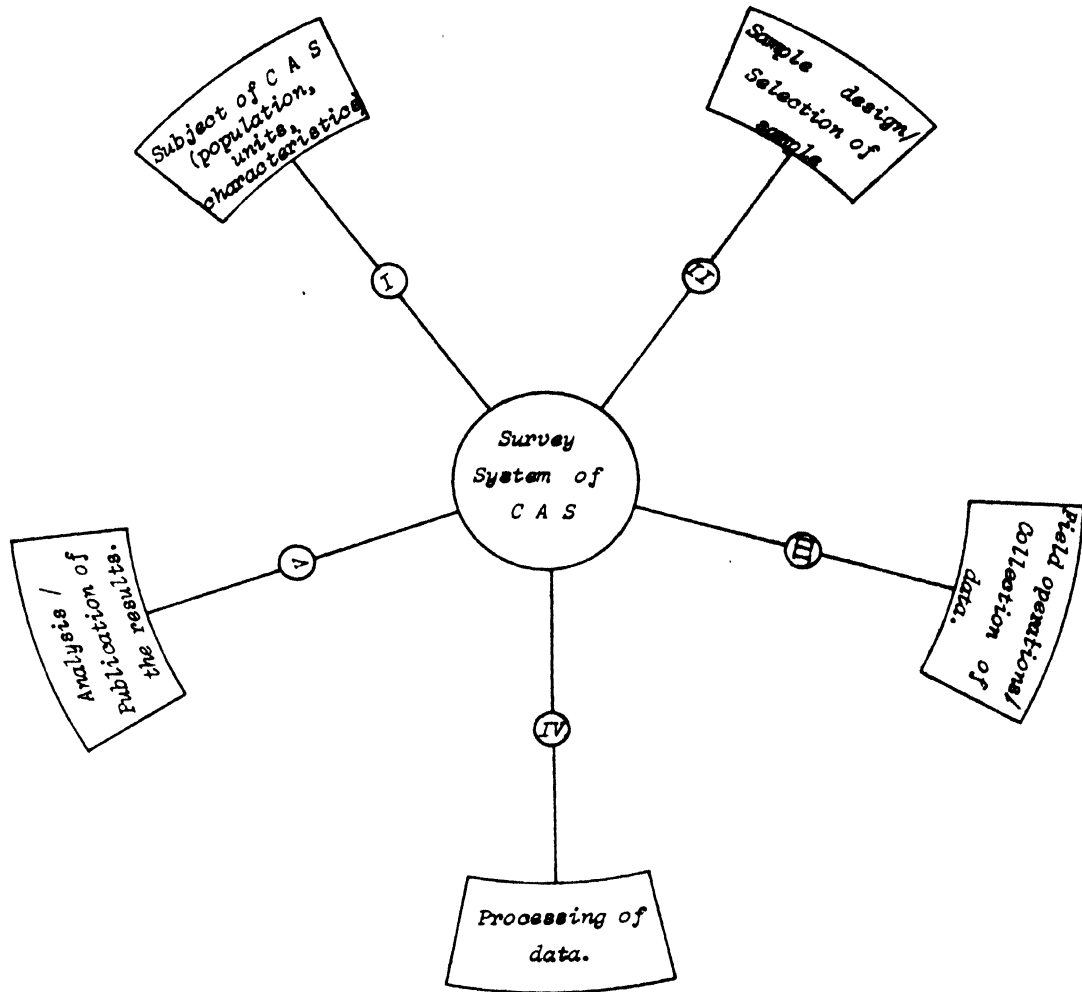 Subject of C A S
(population,
units,
characteristics)
I
Sample design/
Selection of
sample
II
Survey
System of
C A S
III
Field operations/
Collection of
data.
IV
Processing of
data.
V
Analysis /
Publication of
the results.